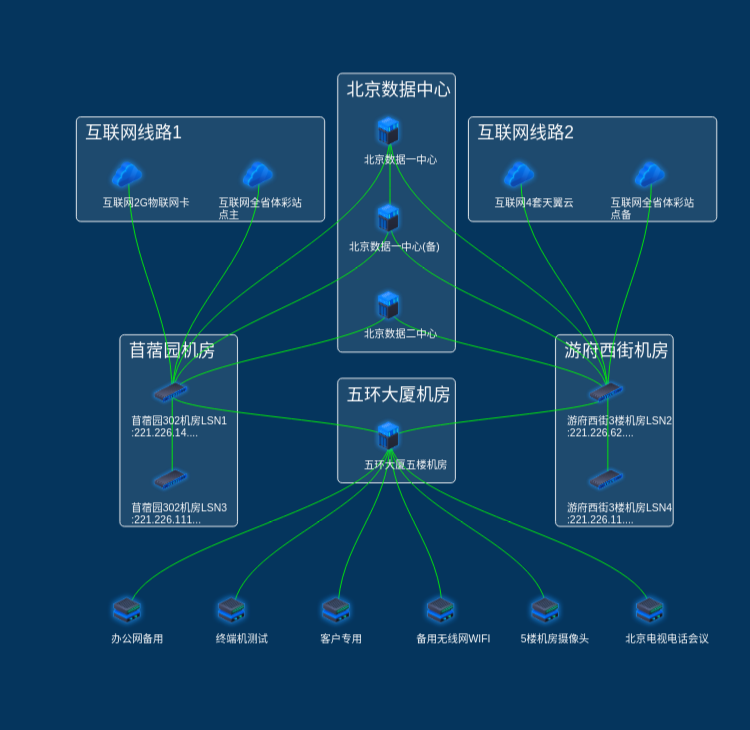 北京数据中心
北京数据一中心
北京数据一中心(备)
北京数据二中心
互联网线路1
互联网2G物联网卡
互联网全省体彩站
点主
互联网线路2
互联网4套天翼云
互联网全省体彩站
点备
苜蓿园机房
苜蓿园302机房LSN1
:221.226.14....
苜蓿园302机房LSN3
:221.226.111...
五环大厦机房
五环大厦五楼机房
游府西街机房
游府西街3楼机房LSN2
:221.226.62....
游府西街3楼机房LSN4
:221.226.11....
办公网备用
终端机测试
客户专用
备用无线网WIFI
5楼机房摄像头
北京电视电话会议